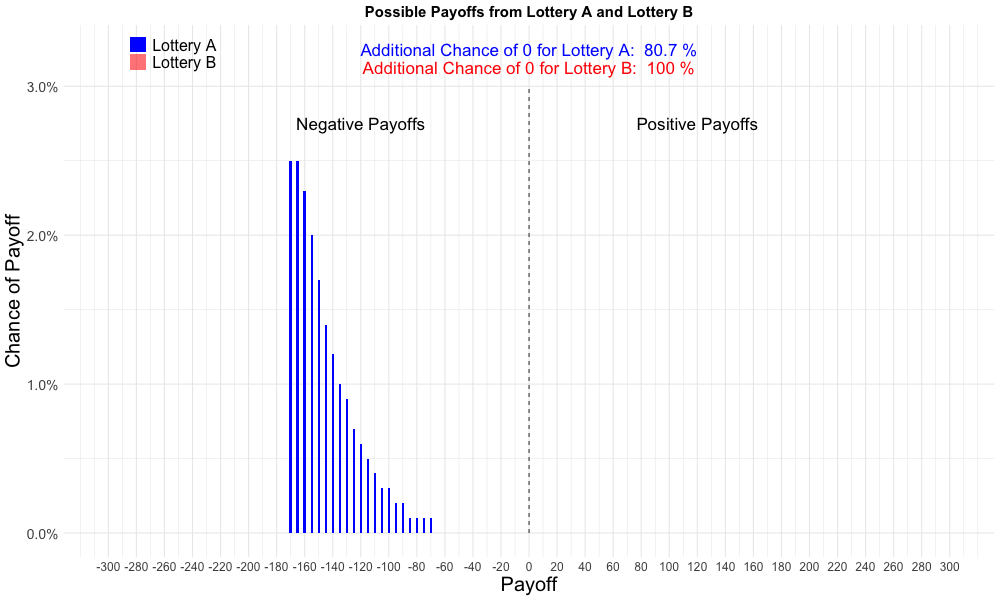 Possible Payoffs from Lottery A and Lottery B
Lottery A
Lottery B
Additional Chance of 0 for Lottery A:  80.7 %
Additional Chance of 0 for Lottery B:  100 %
Negative Payoffs
Positive Payoffs
Chance of Payoff
3.0%
2.0%
1.0%
0.0%
-300 -280 -260 -240 -220 -200 -180 -160 -140 -120 -100 -80 -60 -40 -20 0 20 40 60 80 100 120 140 160 180 200 220 240 260 280 300
Payoff